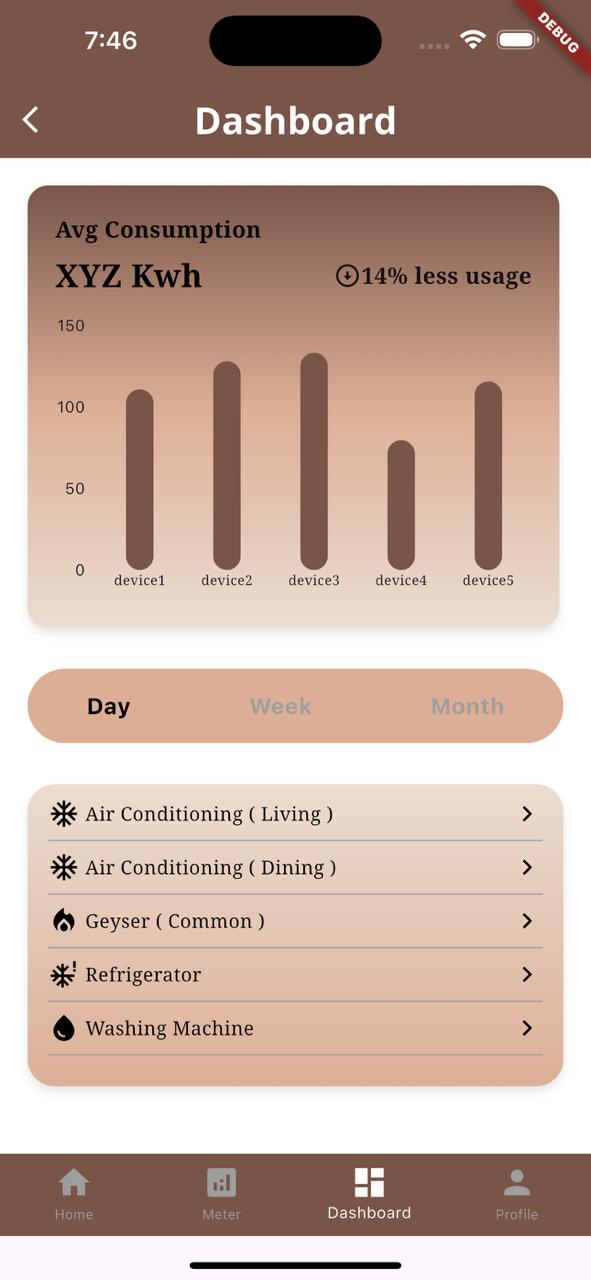 7:46
DEBUG
Dashboard
Avg Consumption
XYZ Kwh
14% less usage
150
100
50
0
device1 device2 device3 device4 device5
Day Week Month
Air Conditioning ( Living )
Air Conditioning ( Dining )
Geyser ( Common )
Refrigerator
Washing Machine
Home Meter Dashboard Profile